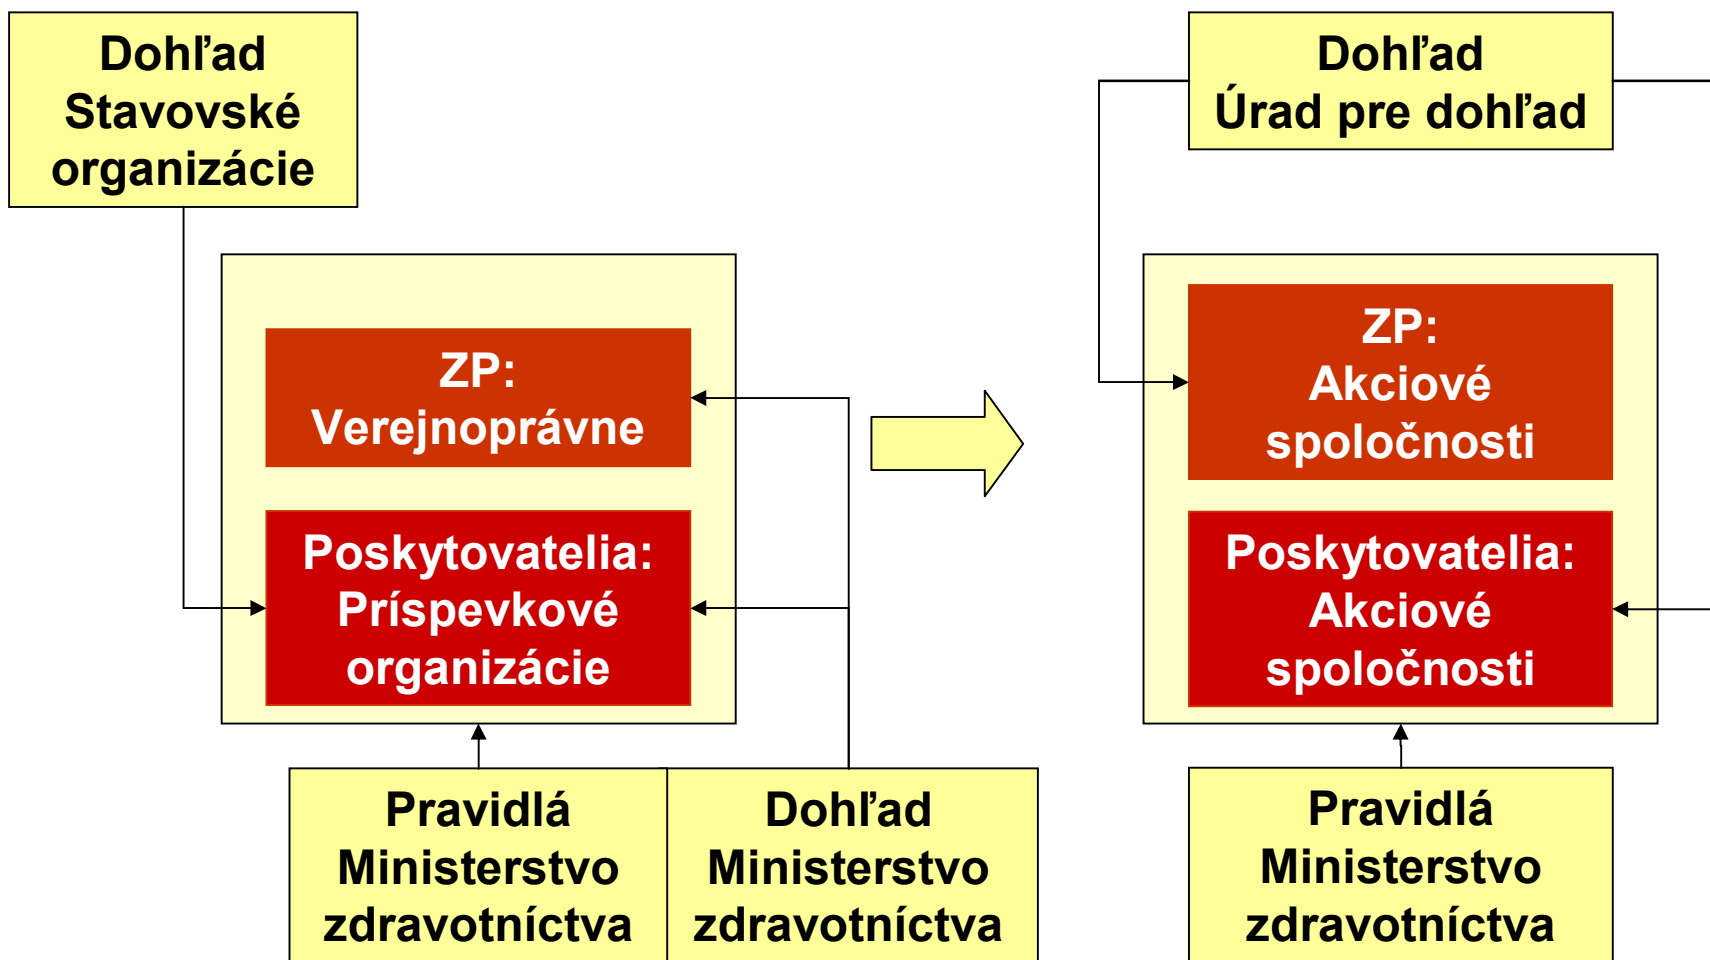 Dohľad
Stavovské
organizácie
ZP:
Verejnoprávne
Poskytovatelia:
Príspevkové
organizácie
Pravidlá
Ministerstvo
zdravotníctva
Dohľad
Ministerstvo
zdravotníctva
Dohľad
Úrad pre dohľad
ZP:
Akciové
spoločnosti
Poskytovatelia:
Akciové
spoločnosti
Pravidlá
Ministerstvo
zdravotníctva